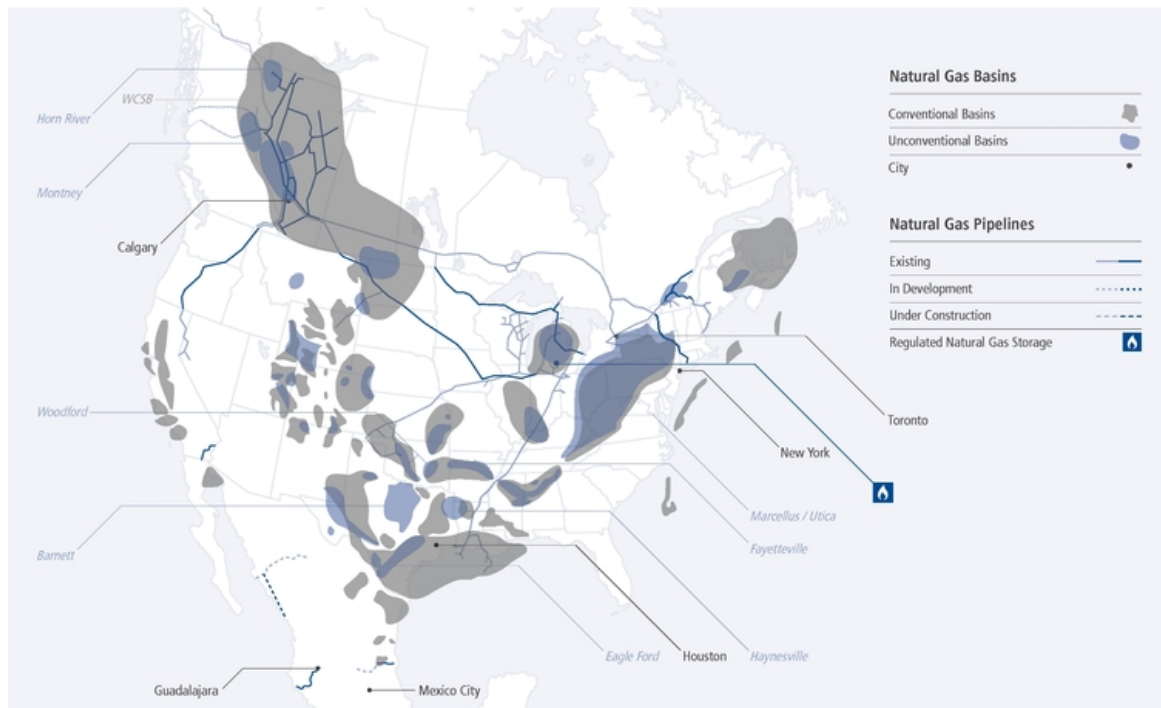 Natural Gas Basins
Conventional Basins
Unconventional Basins
City
Natural Gas Pipelines
Existing
In Development
Under Construction
Regulated Natural Gas Storage
WCSB
Horn River
Montney
Calgary
Woodford
Barnett
Toronto
New York
Marcellus / Utica
Fayetteville
Eagle Ford
Houston
Haynesville
Guadalajara
Mexico City